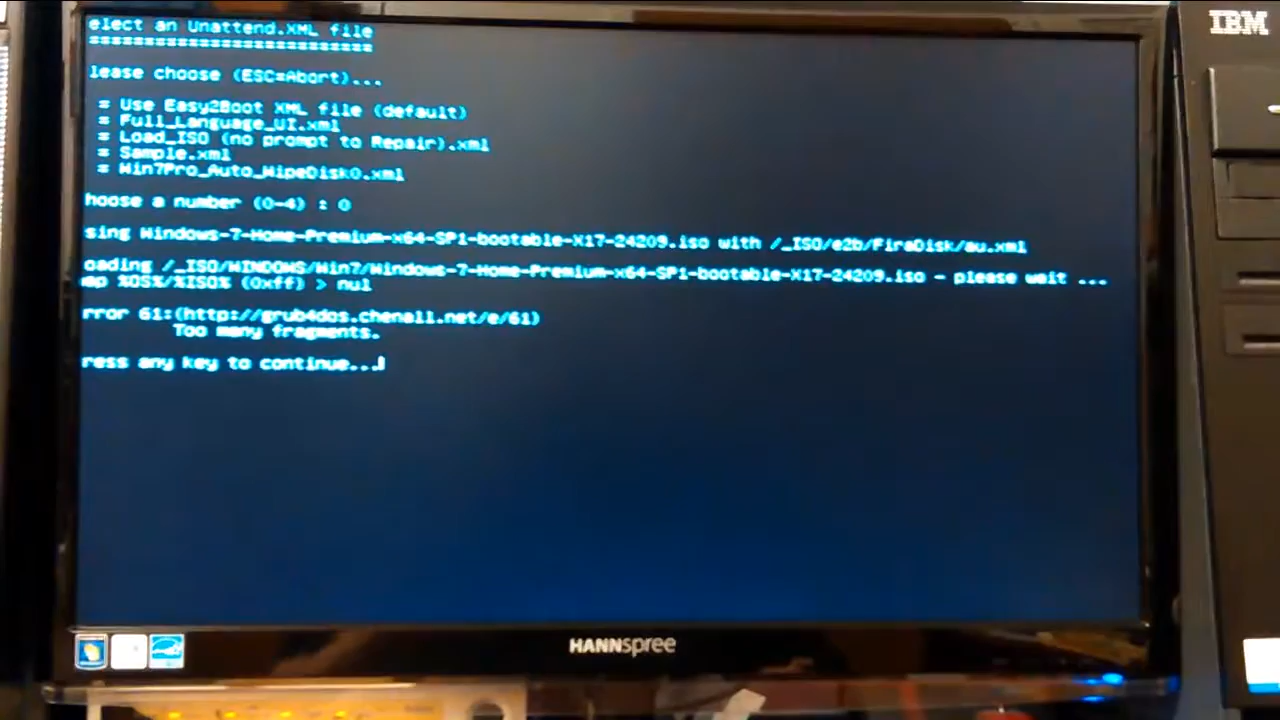 elect an Unattend.XML file
==========================
lease choose (ESC=Abort)...
= Use Easy2Boot XML file (default)
= Full_Language_UI.xml
= Load_ISO (no prompt to Repair).xml
= Sample.xml
= Win7Pro_Auto_WipeDisk0.xml
hoose a number (0-4) : 0
sing Windows-7-Home-Premium-x64-SP1-bootable-X17-24209.iso with /_ISO/e2b/FiraDisk/au.xml
oading /_ISO/WINDOWS/Win7/Windows-7-Home-Premium-x64-SP1-bootable-X17-24209.iso - please wait ...
ap %OS%/%ISO% (0xff) > nul
rror 61:(http://grub4dos.chenall.net/e/61)
Too many fragments.
ress any key to continue...
HANNspree
IBM